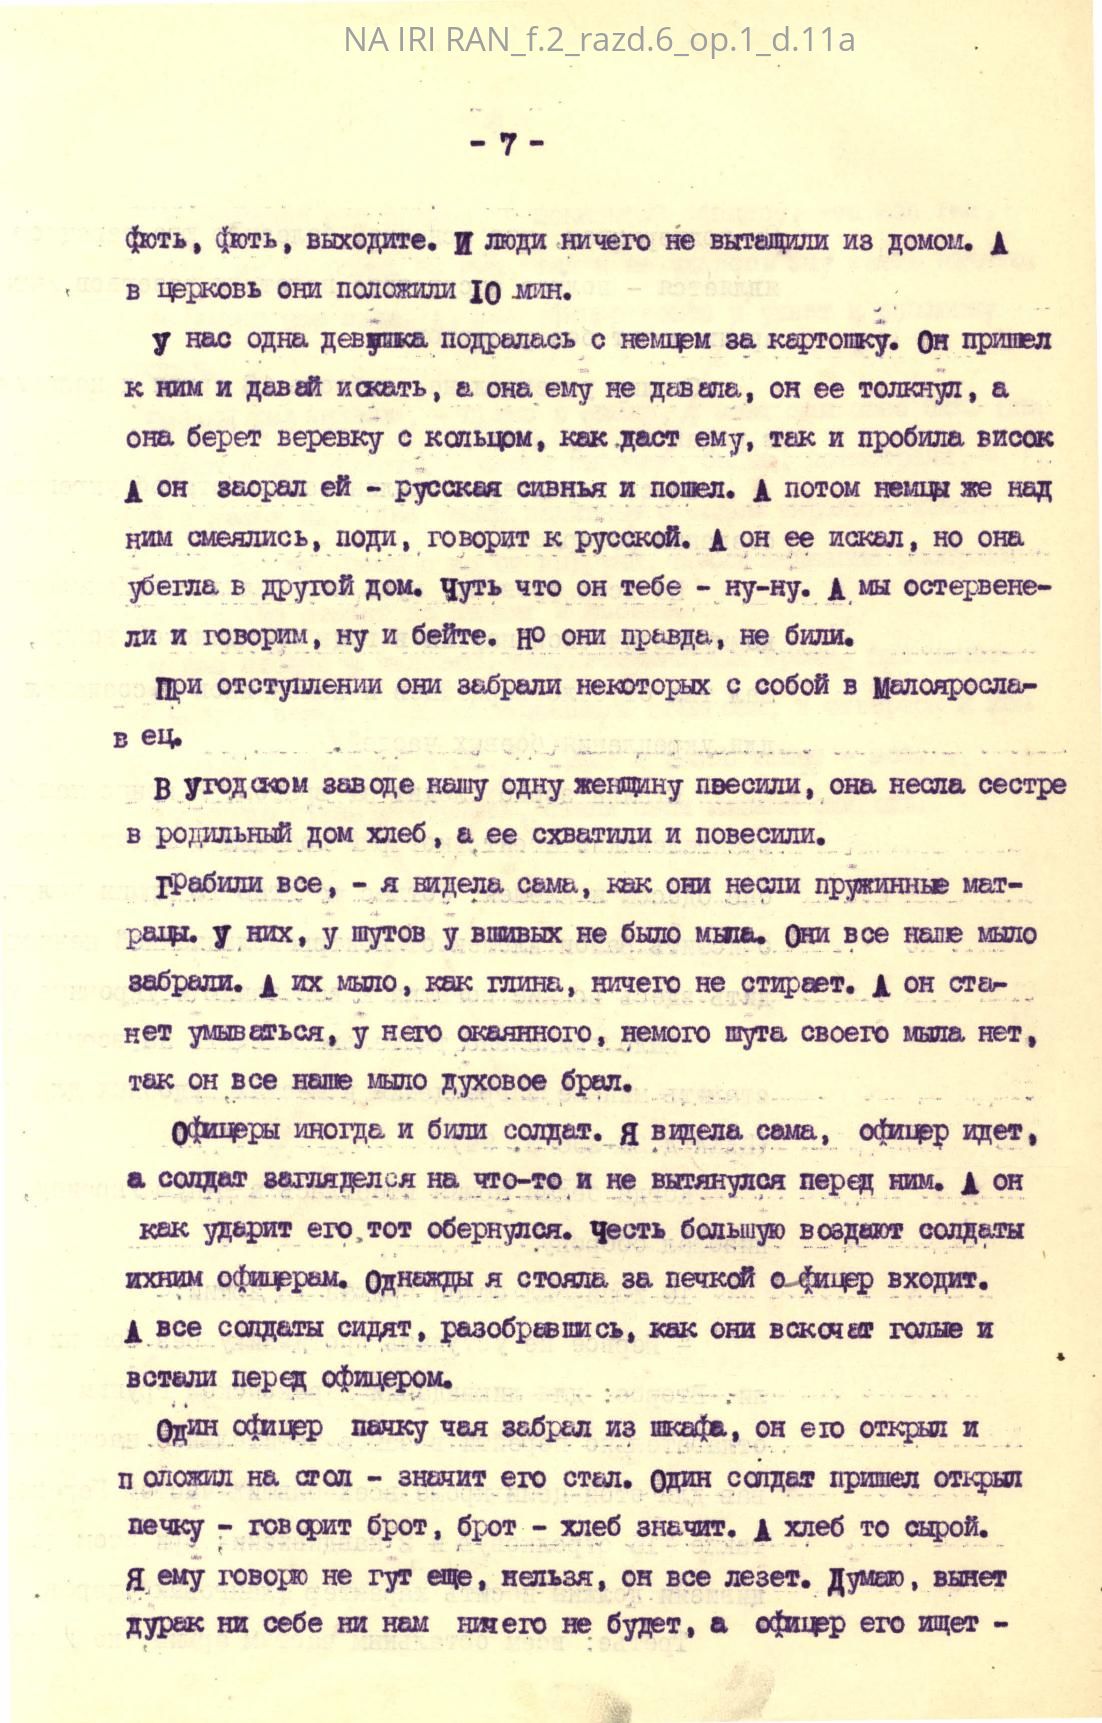 NA IRI RAN_f.2_razd.6_op.1_d.11a
- 7 -
фють, фють, выходите. И люди ничего не вытащили из домом. А
в церковь они положили 10 мин.
У нас одна девушка подралась с немцем за картошку. Он пришел
к ним и давай искать, а она ему не давала, он ее толкнул, а
она берет веревку с кольцом, как даст ему, так и пробила висок
А он заорал ей - русская сивнья и пошел. А потом немцы же над
ним смеялись, поди, говорит к русской. А он ее искал, но она
убегла в другой дом. Чуть что он тебе - ну-ну. А мы остервене-
ли и говорим, ну и бейте. Но они правда, не били.
При отступлении они забрали некоторых с собой в Малояросла-
в ец.
В Угодском заводе нашу одну женщину пвесили, она несла сестре
в родильный дом хлеб, а ее схватили и повесили.
Грабили все, - я видела сама, как они несли пружинные мат-
рацы. У них, у шутов у вшивых не было мыла. Они все наше мыло
забрали. А их мыло, как глина, ничего не стирает. А он ста-
нет умываться, у него окаянного, немого шута своего мыла нет,
так он все наше мыло духовое брал.
Офицеры иногда и били солдат. Я видела сама, офицер идет,
а солдат загляделся на что-то и не вытянулся перед ним. А он
как ударит его, тот обернулся. Честь большую воздают солдаты
ихним офицерам. Однажды я стояла за печкой о фицер входит.
А все солдаты сидят, разобравшись, как они вскочат голые и
встали перед офицером.
Один офицер пачку чая забрал из шкафа, он его открыл и
п оложил на стол - значит его стал. Один солдат пришел открыл
печку - говорит брот, брот - хлеб значит. А хлеб то сырой.
Я ему говорю не гут еще, нельзя, он все лезет. Думаю, вынет
дурак ни себе ни нам ничего не будет, а офицер его ищет -